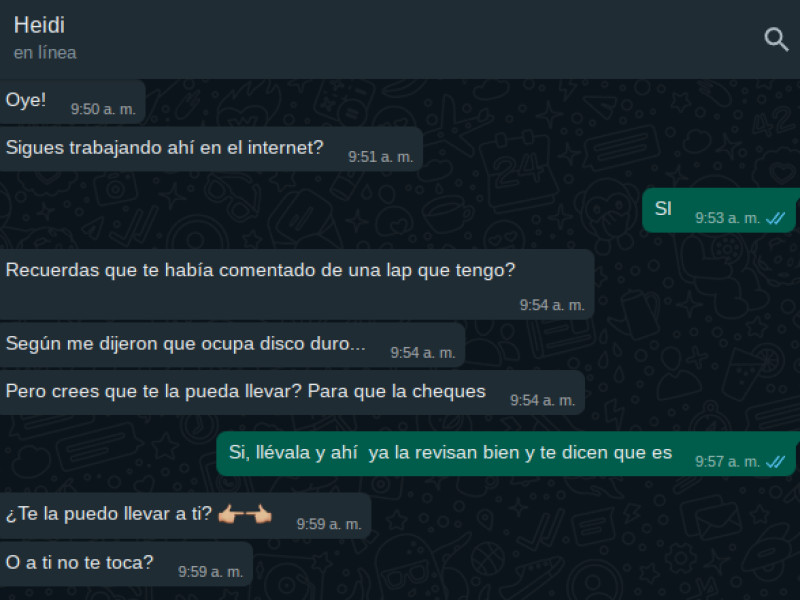 Heidi
en línea
Oye! 9:50 a. m.
Sigues trabajando ahí en el internet? 9:51 a. m.
SI 9:53 a. m.
Recuerdas que te había comentado de una lap que tengo?
9:54 a. m.
Según me dijeron que ocupa disco duro... 9:54 a. m.
Pero crees que te la pueda llevar? Para que la cheques 9:54 a. m.
Si, llévala y ahí  ya la revisan bien y te dicen que es 9:57 a. m.
¿Te la puedo llevar a ti? 👉🏼👈🏼 9:59 a. m.
O a ti no te toca? 9:59 a. m.